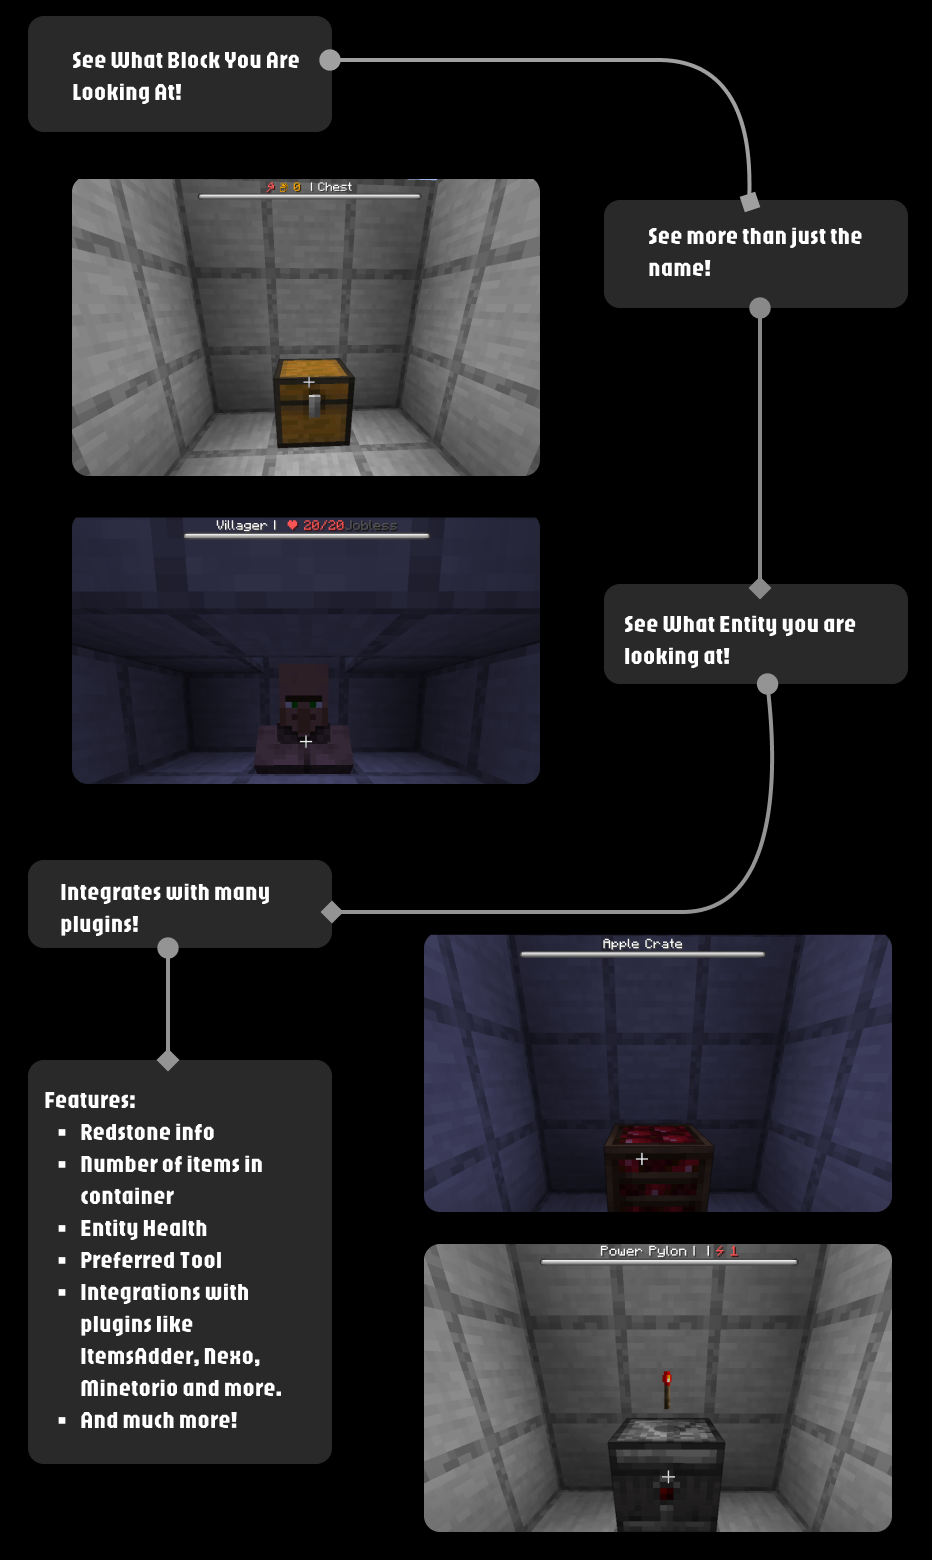 See What Block You Are
Looking At!
0 | Chest
See more than just the
name!
Villager | ♥ 20/20 Jobless
See What Entity you are
looking at!
Integrates with many
plugins!
Apple Crate
Features:
▪ Redstone info
▪ Number of items in
container
▪ Entity Health
▪ Preferred Tool
▪ Integrations with
plugins like
ItemsAdder, Nexo,
Minetorio and more.
▪ And much more!
Power Pylon | | ⚡ 1